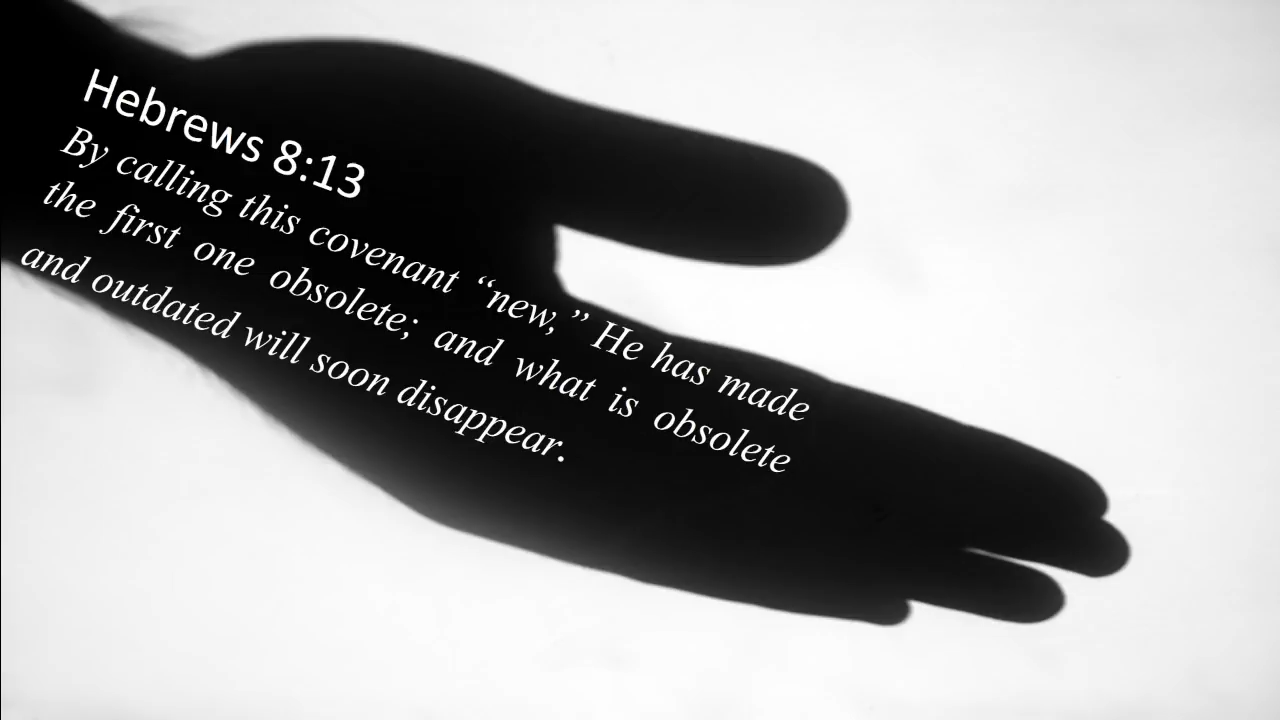 Hebrews 8:13
By calling this covenant “new,” He has made
the first one obsolete; and what is obsolete
and outdated will soon disappear.